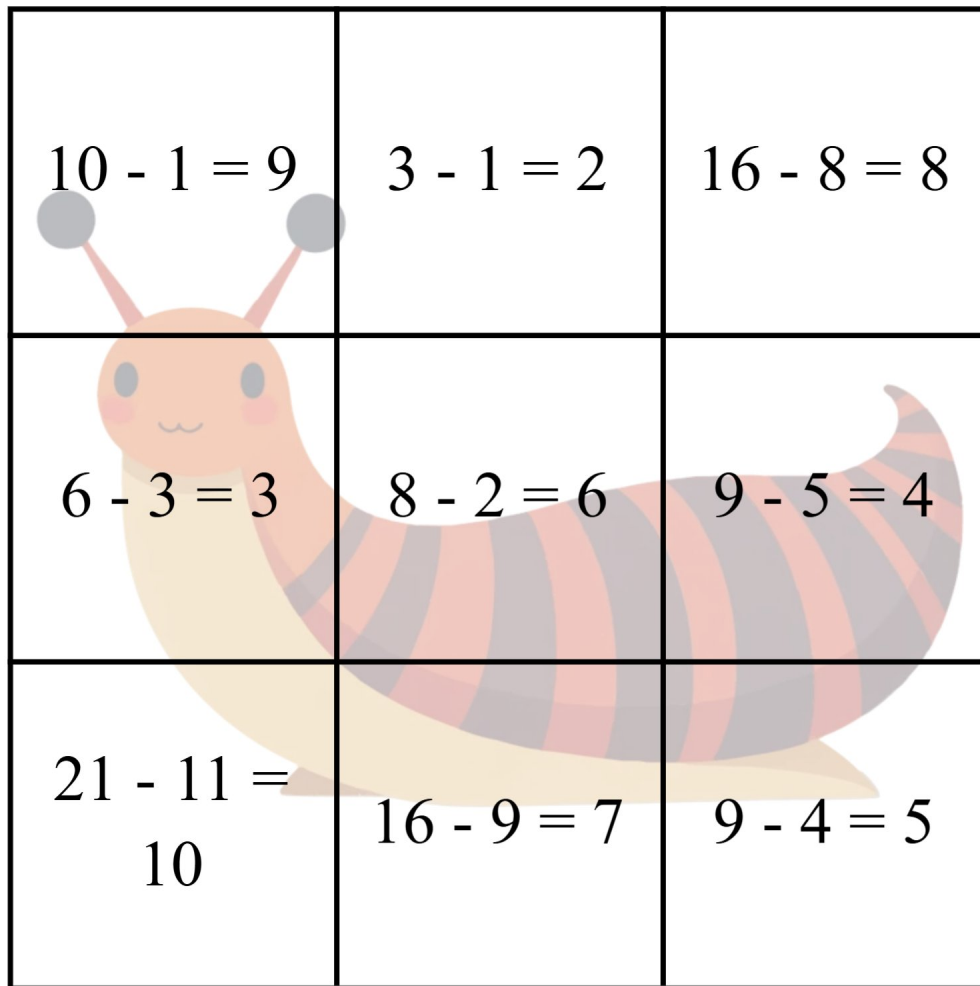 10 - 1 = 9
3 - 1 = 2
16 - 8 = 8
6 - 3 = 3
8 - 2 = 6
9 - 5 = 4
21 - 11 =
10
16 - 9 = 7
9 - 4 = 5